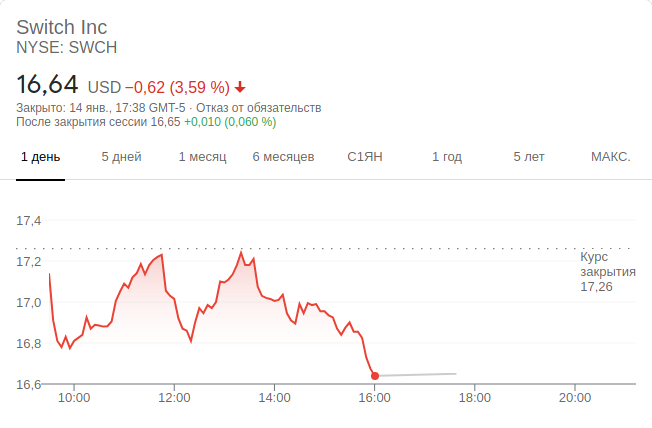 Switch Inc
NYSE: SWCH
16,64 USD −0,62 (3,59 %)
Закрыто: 14 янв., 17:38 GMT-5 · Отказ от обязательств
После закрытия сессии 16,65 +0,010 (0,060 %)
1 день 5 дней 1 месяц 6 месяцев С1ЯН 1 год 5 лет МАКС.
17,4
17,2
17,0
16,8
16,6
Курс
закрытия
17,26
10:00 12:00 14:00 16:00 18:00 20:00